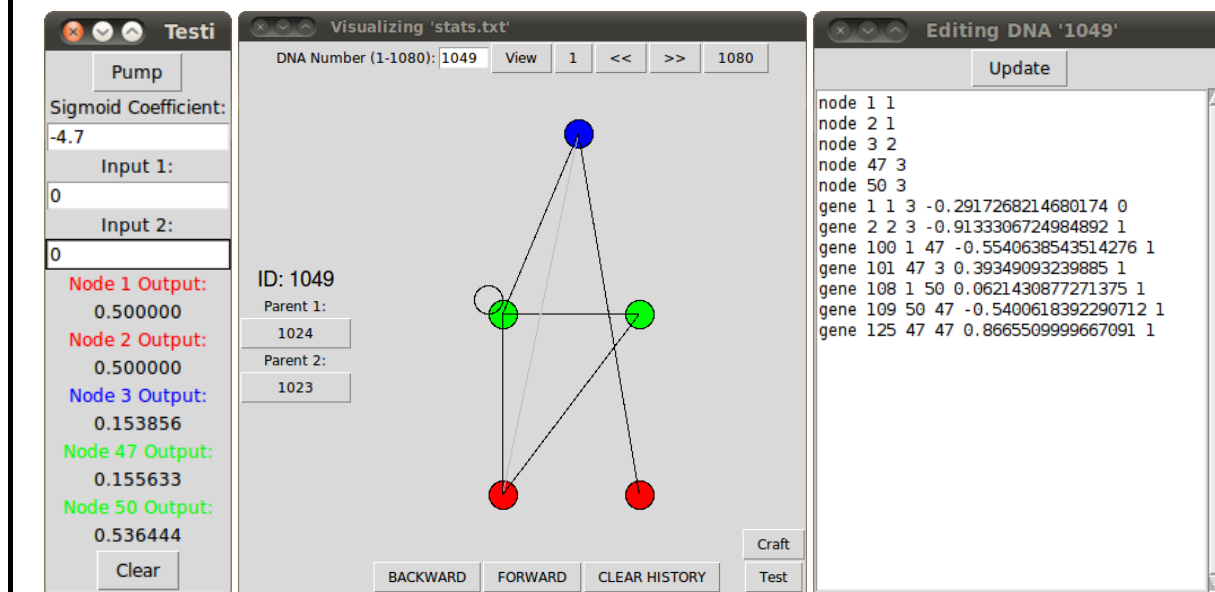 Testi
Pump
Sigmoid Coefficient:
-4.7
Input 1:
0
Input 2:
0
Node 1 Output:
0.500000
Node 2 Output:
0.500000
Node 3 Output:
0.153856
Node 47 Output:
0.155633
Node 50 Output:
0.536444
Clear
Visualizing 'stats.txt'
DNA Number (1-1080): 1049 View 1 << >> 1080
ID: 1049
Parent 1:
1024
Parent 2:
1023
Craft
BACKWARD FORWARD CLEAR HISTORY Test
Editing DNA '1049'
Update
node 1 1
node 2 1
node 3 2
node 47 3
node 50 3
gene 1 1 3 -0.2917268214680174 0
gene 2 2 3 -0.9133306724984892 1
gene 100 1 47 -0.5540638543514276 1
gene 101 47 3 0.39349093239885 1
gene 108 1 50 0.0621430877271375 1
gene 109 50 47 -0.5400618392290712 1
gene 125 47 47 0.8665509999667091 1